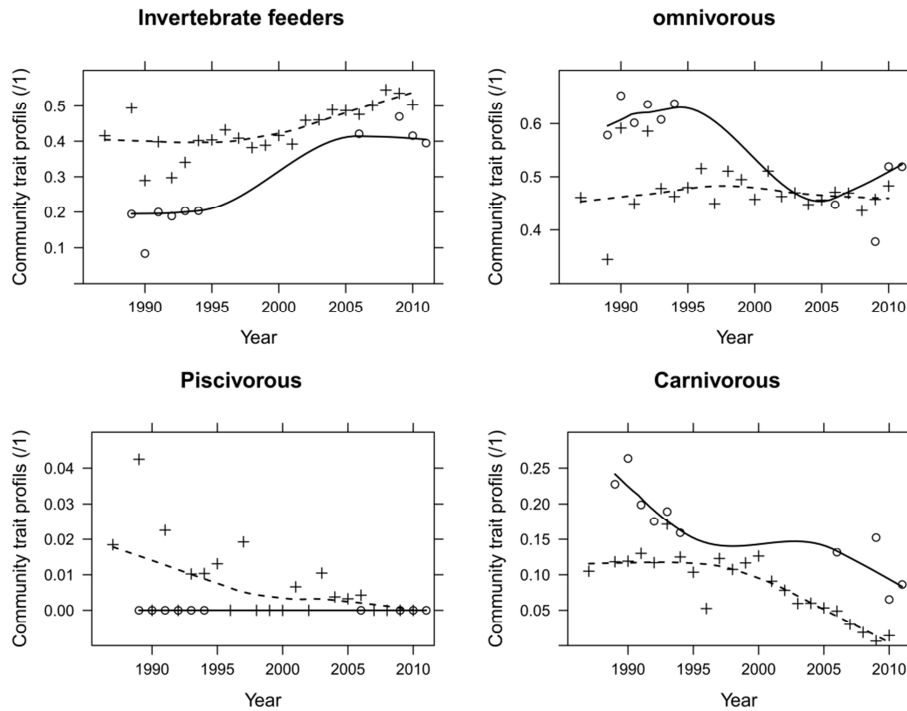 Invertebrate feeders
Community trait profils (/1)
0.5
0.4
0.3
0.2
0.1
1990 1995 2000 2005 2010
Year
omnivorous
Community trait profils (/1)
0.6
0.5
0.4
1990 1995 2000 2005 2010
Year
Piscivorous
Community trait profils (/1)
0.04
0.03
0.02
0.01
0.00
1990 1995 2000 2005 2010
Year
Carnivorous
Community trait profils (/1)
0.25
0.20
0.15
0.10
0.05
1990 1995 2000 2005 2010
Year